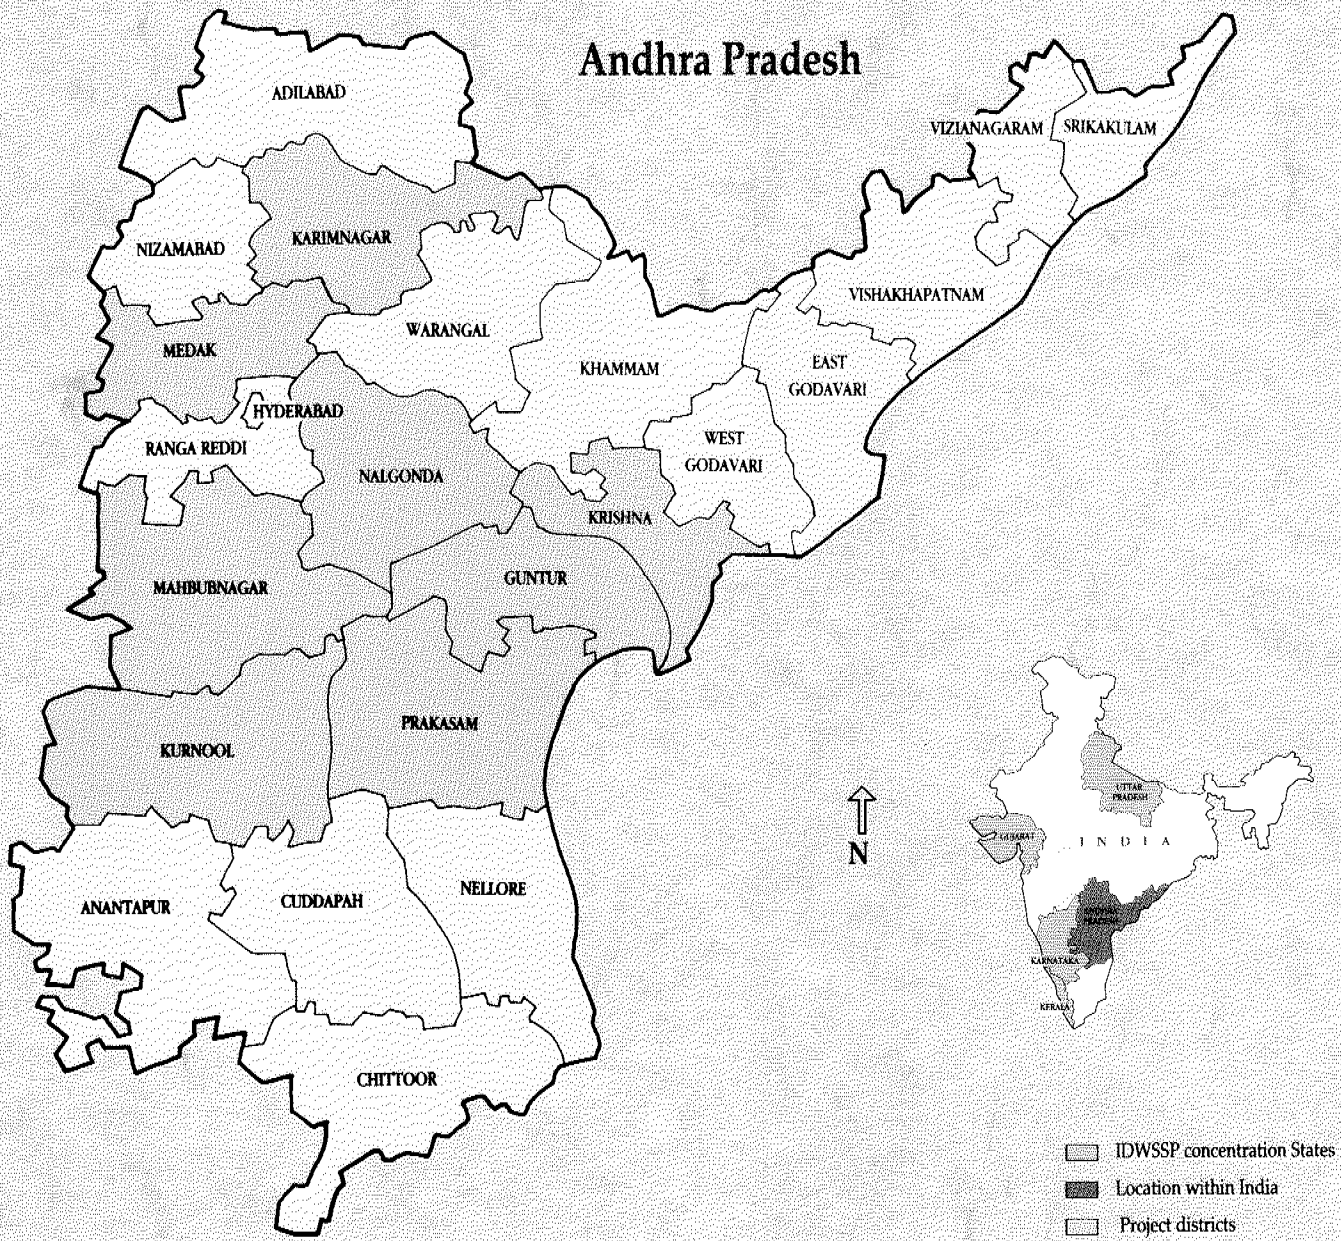 Andhra Pradesh
ADILABAD
VIZIANAGARAM
SRIKAKULAM
NIZAMABAD
KARIMNAGAR
VISHAKHAPATNAM
WARANGAL
MEDAK
KHAMMAM
EAST
GODAVARI
HYDERABAD
RANGA REDDI
WEST
GODAVARI
NALGONDA
KRISHNA
MAHBUBNAGAR
GUNTUR
PRAKASAM
KURNOOL
NELLORE
CUDDAPAH
ANANTAPUR
CHITTOOR
N
UTTAR
PRADESH
GUJARAT
INDIA
ANDHRA
PRADESH
KARNATAKA
KERALA
IDWSSP concentration States
Location within India
Project districts